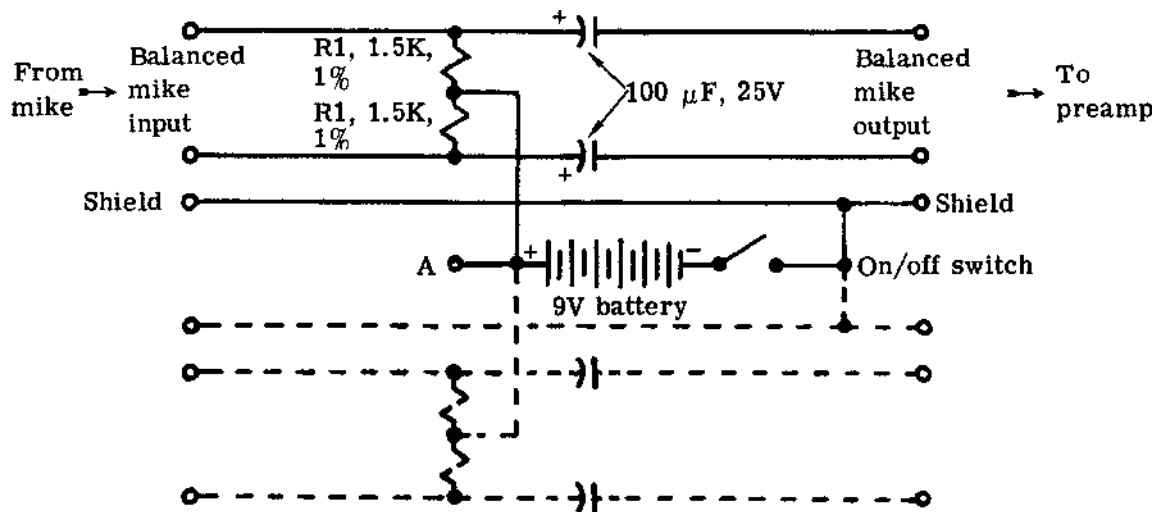 +
R1, 1.5K,
1%
R1, 1.5K,
1%
From
mike
Balanced
mike
input
100 μF, 25V
Balanced
mike
output
To
preamp
+
Shield
Shield
A
+
−
On/off switch
9V battery